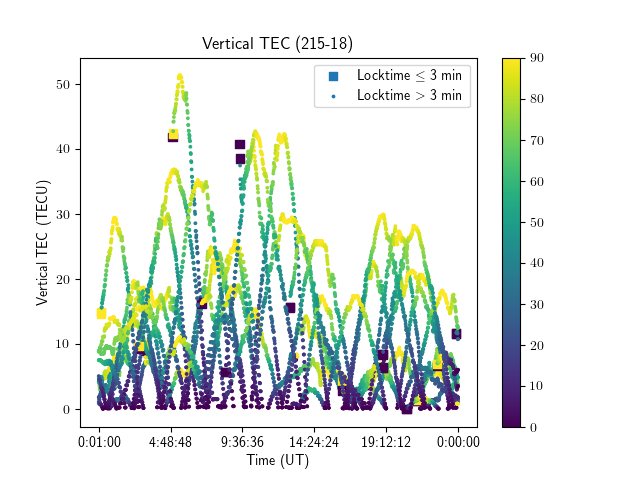 Vertical TEC (215-18)
Locktime ≤ 3 min
Locktime > 3 min
Vertical TEC (TECU)
50
40
30
20
10
0
0:01:00 4:48:48 9:36:36 14:24:24 19:12:12 0:00:00
Time (UT)
90
80
70
60
50
40
30
20
10
0